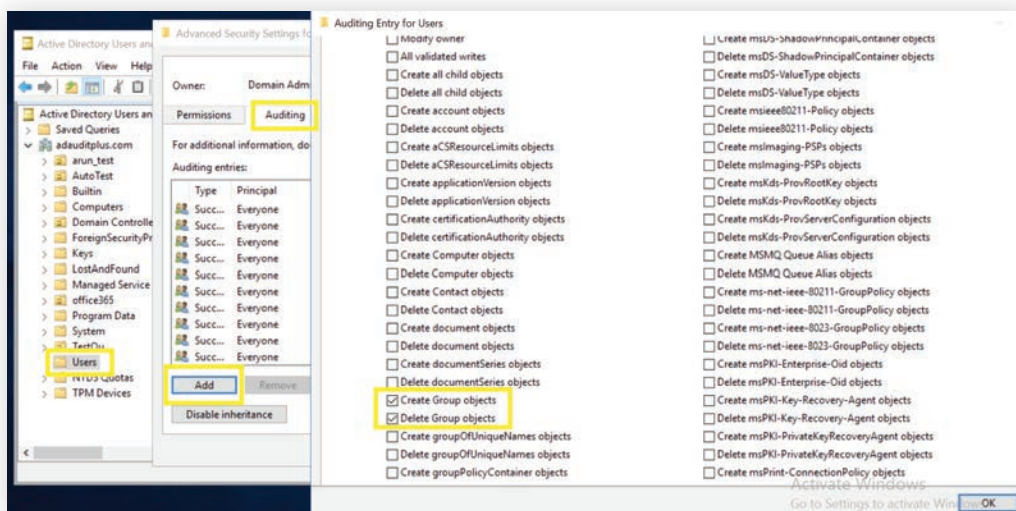 Active Directory Users an
File Action View Help
Active Directory Users an
Saved Queries
adauditplus.com
arun_test
AutoTest
Builtin
Computers
Domain Controlle
ForeignSecurityPr
Keys
LostAndFound
Managed Service
office365
Program Data
System
TestOu
Users
NTDS Quotas
TPM Devices
Advanced Security Settings fo
Owner: Domain Adm
Permissions Auditing
For additional information, do
Auditing entries:
Type Principal
Succ... Everyone
Succ... Everyone
Succ... Everyone
Succ... Everyone
Succ... Everyone
Succ... Everyone
Succ... Everyone
Succ... Everyone
Succ... Everyone
Succ... Everyone
Add Remove
Disable inheritance
Auditing Entry for Users
Modify owner
All validated writes
Create all child objects
Delete all child objects
Create account objects
Delete account objects
Create aCSResourceLimits objects
Delete aCSResourceLimits objects
Create applicationVersion objects
Delete applicationVersion objects
Create certificationAuthority objects
Delete certificationAuthority objects
Create Computer objects
Delete Computer objects
Create Contact objects
Delete Contact objects
Create document objects
Delete document objects
Create documentSeries objects
Delete documentSeries objects
Create Group objects
Delete Group objects
Create groupOfUniqueNames objects
Delete groupOfUniqueNames objects
Create groupPolicyContainer objects
Create msDS-ShadowPrincipalContainer objects
Delete msDS-ShadowPrincipalContainer objects
Create msDS-ValueType objects
Delete msDS-ValueType objects
Create msieee80211-Policy objects
Delete msieee80211-Policy objects
Create msImaging-PSPs objects
Delete msImaging-PSPs objects
Create msKds-ProvRootKey objects
Delete msKds-ProvRootKey objects
Create msKds-ProvServerConfiguration objects
Delete msKds-ProvServerConfiguration objects
Create MSMQ Queue Alias objects
Delete MSMQ Queue Alias objects
Create ms-net-ieee-80211-GroupPolicy objects
Delete ms-net-ieee-80211-GroupPolicy objects
Create ms-net-ieee-8023-GroupPolicy objects
Delete ms-net-ieee-8023-GroupPolicy objects
Create msPKI-Enterprise-Oid objects
Delete msPKI-Enterprise-Oid objects
Create msPKI-Key-Recovery-Agent objects
Delete msPKI-Key-Recovery-Agent objects
Create msPKI-PrivateKeyRecoveryAgent objects
Delete msPKI-PrivateKeyRecoveryAgent objects
Create msPrint-ConnectionPolicy objects
Activate Windows
Go to Settings to activate Win
OK